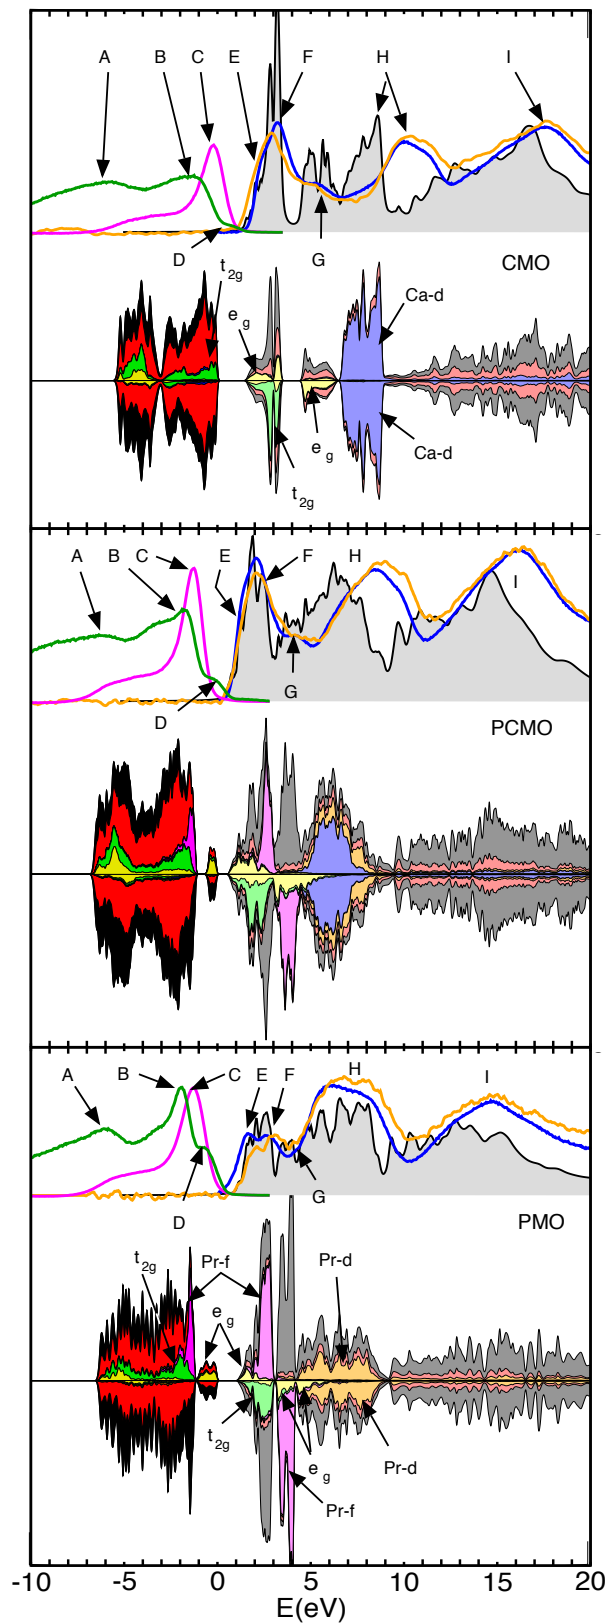 A B C E F H I
D G CMO
t2g
eg
Ca-d
eg
Ca-d
t2g
A B C E F H I
G
D PCMO
A B C E F H I
G
D PMO
t2g Pr-f Pr-d
eg
t2g
eg Pr-d
Pr-f
-10 -5 0 5 10 15 20
E(eV)